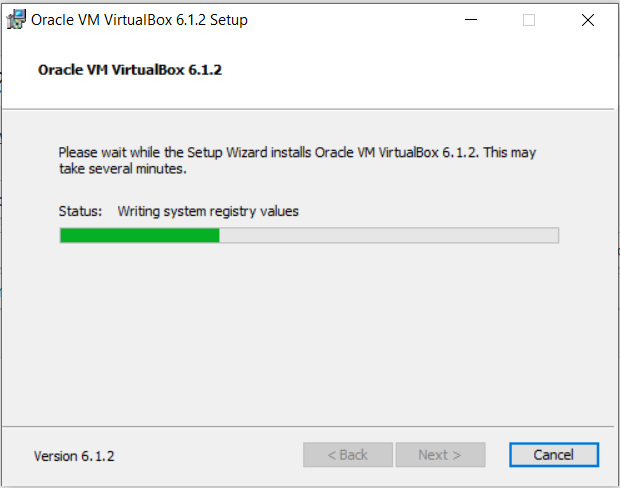 Oracle VM VirtualBox 6.1.2 Setup
Oracle VM VirtualBox 6.1.2
Please wait while the Setup Wizard installs Oracle VM VirtualBox 6.1.2. This may
take several minutes.
Status: Writing system registry values
Version 6.1.2
< Back
Next >
Cancel